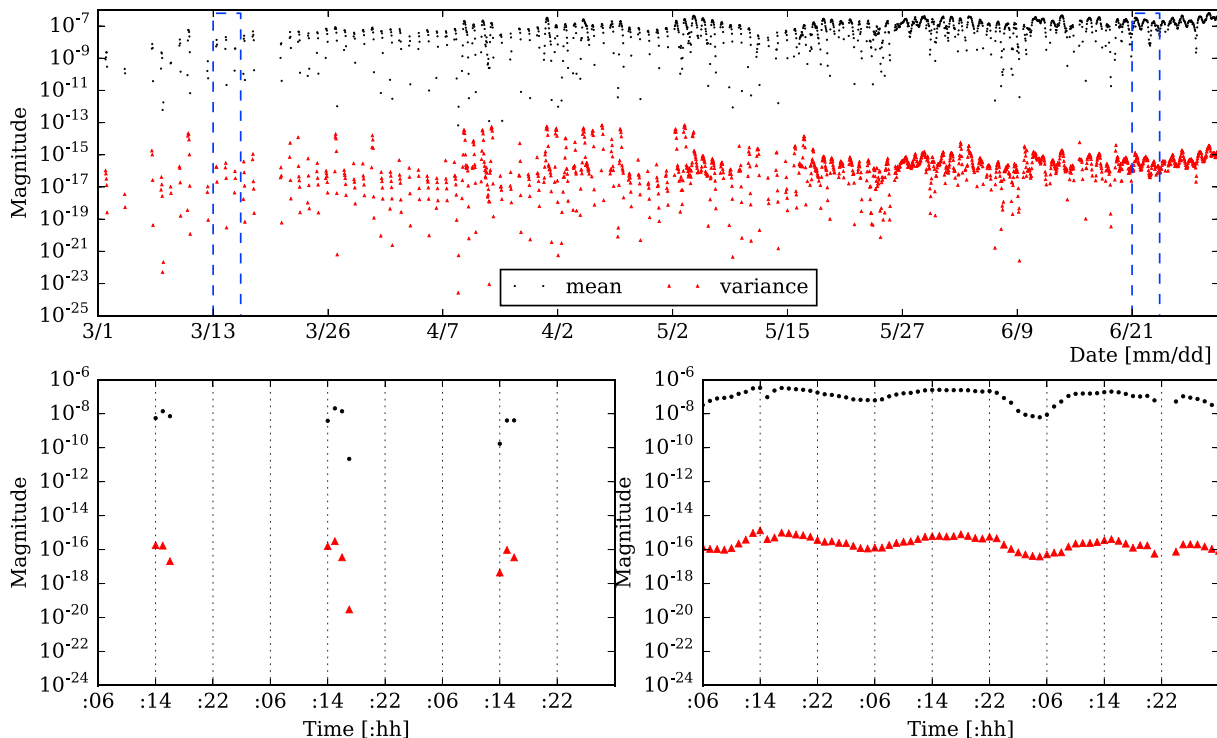 10^-7
10^-9
10^-11
10^-13
10^-15
10^-17
10^-19
10^-21
10^-23
10^-25
Magnitude
mean
variance
3/1 3/13 3/26 4/7 4/2 5/2 5/15 5/27 6/9 6/21
Date [mm/dd]
10^-6
10^-8
10^-10
10^-12
10^-14
10^-16
10^-18
10^-20
10^-22
10^-24
Magnitude
:06 :14 :22 :06 :14 :22 :06 :14 :22
Time [:hh]
10^-6
10^-8
10^-10
10^-12
10^-14
10^-16
10^-18
10^-20
10^-22
10^-24
Magnitude
:06 :14 :22 :06 :14 :22 :06 :14 :22
Time [:hh]